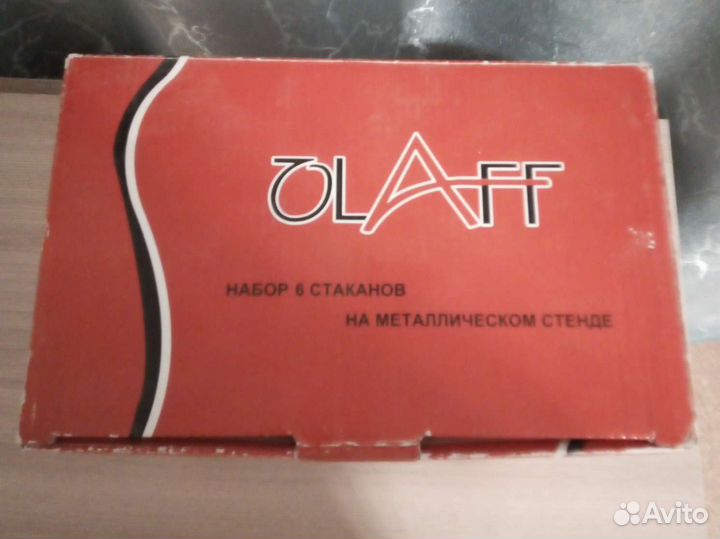 OLAFF
НАБОР 6 СТАКАНОВ
НА МЕТАЛЛИЧЕСКОМ СТЕНДЕ
Avito